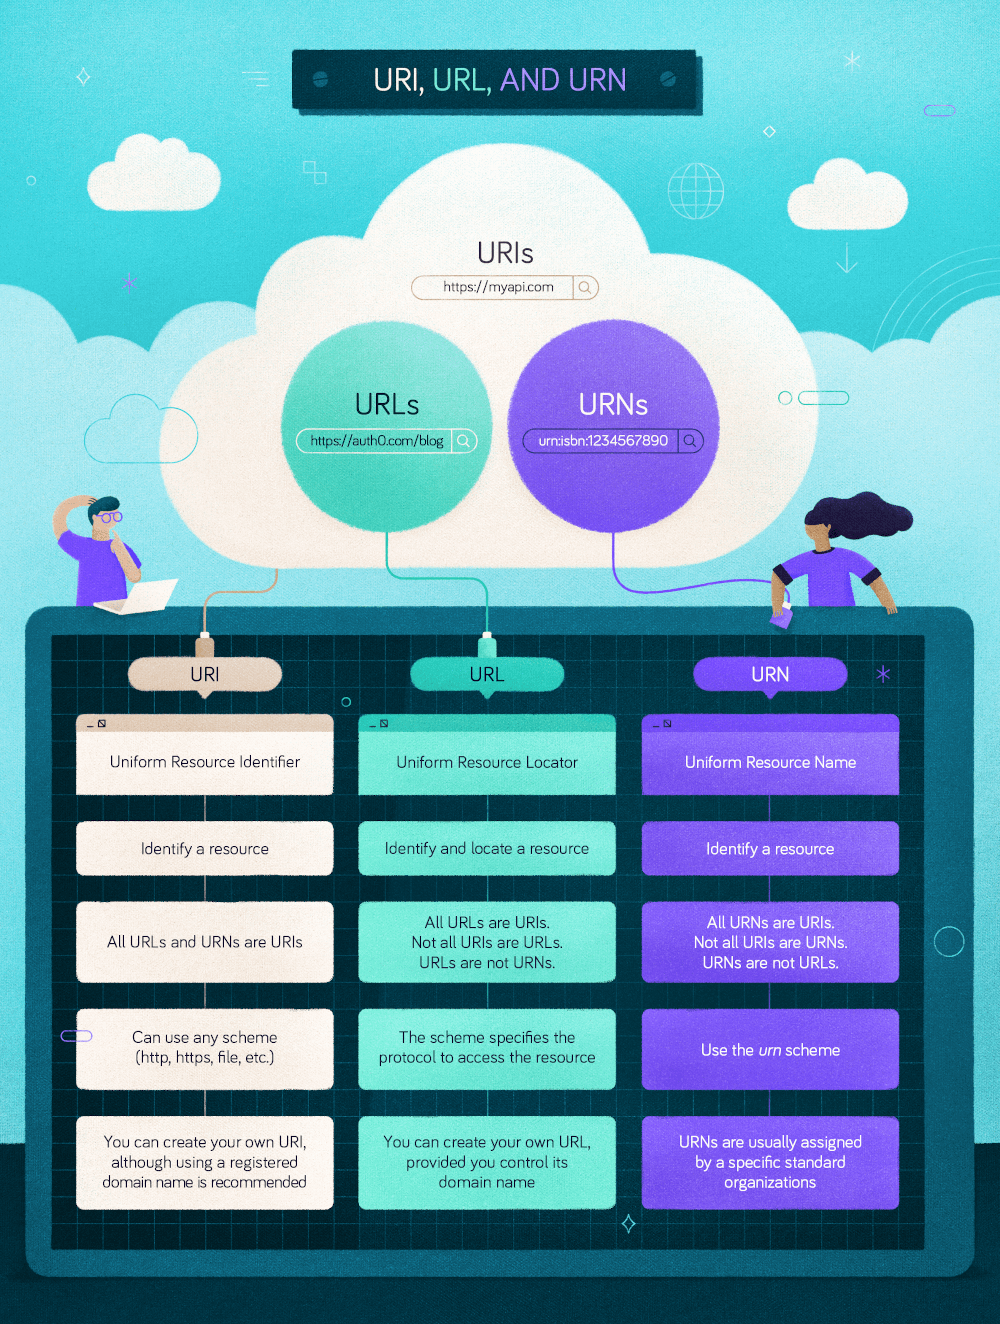 URI, URL, AND URN
URIs
https://myapi.com
URLs
https://auth0.com/blog
URNs
urn:isbn:1234567890
URI
Uniform Resource Identifier
Identify a resource
All URLs and URNs are URIs
Can use any scheme
(http, https, file, etc.)
You can create your own URI,
although using a registered
domain name is recommended
URL
Uniform Resource Locator
Identify and locate a resource
All URLs are URIs.
Not all URIs are URLs.
URLs are not URNs.
The scheme specifies the
protocol to access the resource
You can create your own URL,
provided you control its
domain name
URN
Uniform Resource Name
Identify a resource
All URNs are URIs.
Not all URIs are URNs.
URNs are not URLs.
Use the urn scheme
URNs are usually assigned
by a specific standard
organizations